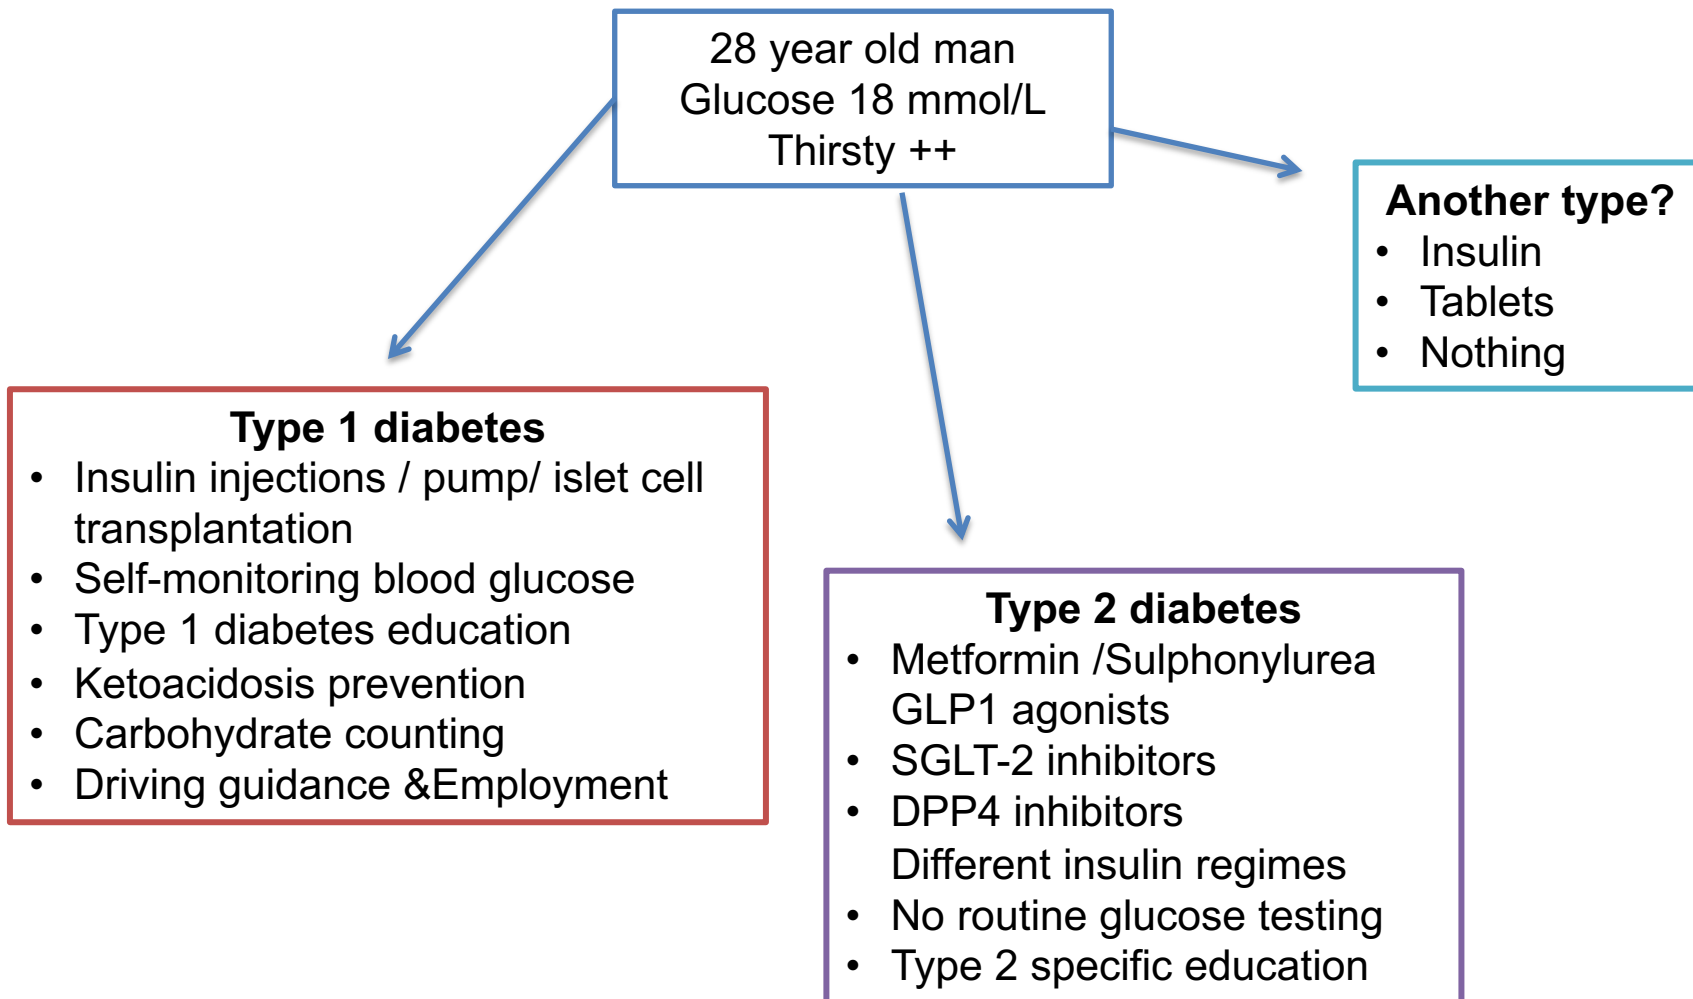 28 year old man
Glucose 18 mmol/L
Thirsty ++
Another type?
• Insulin
• Tablets
• Nothing
Type 1 diabetes
• Insulin injections / pump/ islet cell
transplantation
• Self-monitoring blood glucose
• Type 1 diabetes education
• Ketoacidosis prevention
• Carbohydrate counting
• Driving guidance &Employment
Type 2 diabetes
• Metformin /Sulphonylurea
GLP1 agonists
• SGLT-2 inhibitors
• DPP4 inhibitors
Different insulin regimes
• No routine glucose testing
• Type 2 specific education